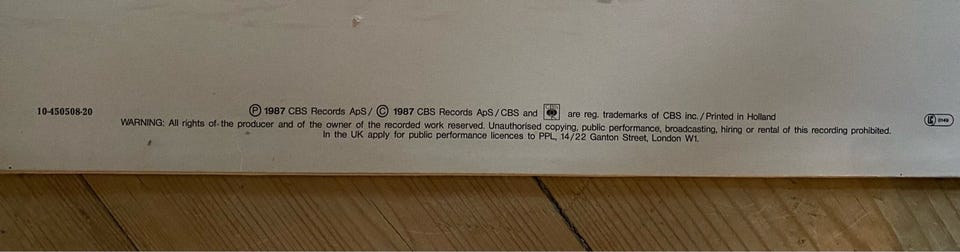 10-450508-20
Ⓟ 1987 CBS Records ApS / © 1987 CBS Records ApS / CBS and CBS are reg. trademarks of CBS inc. / Printed in Holland
WARNING: All rights of the producer and of the owner of the recorded work reserved. Unauthorised copying, public performance, broadcasting, hiring or rental of this recording prohibited.
In the UK apply for public performance licences to PPL, 14/22 Ganton Street, London W1.
0149